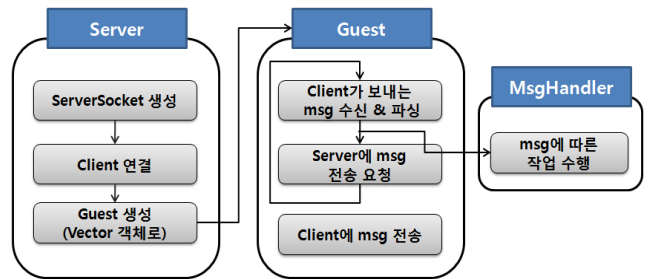 Server
ServerSocket 생성
Client 연결
Guest 생성
(Vector 객체로)
Guest
Client가 보내는
msg 수신 & 파싱
Server에 msg
전송 요청
Client에 msg 전송
MsgHandler
msg에 따른
작업 수행